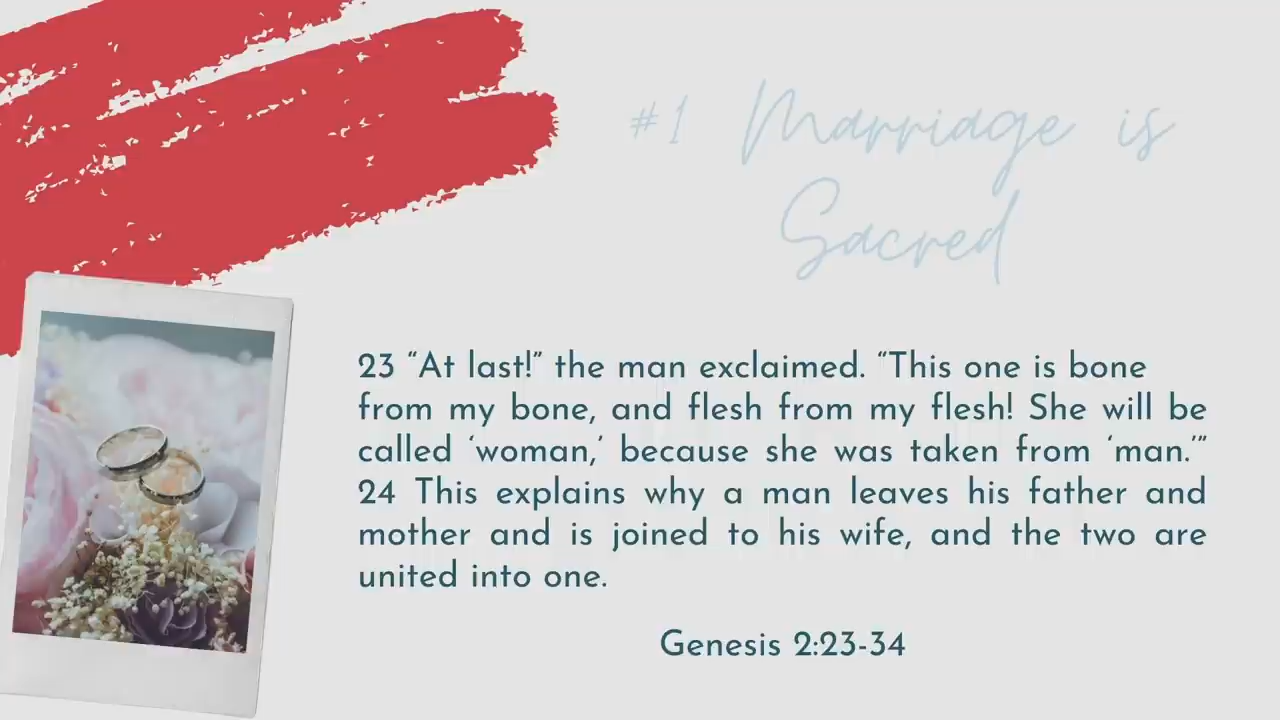 #1 Marriage is
Sacred
23 “At last!” the man exclaimed. “This one is bone
from my bone, and flesh from my flesh! She will be
called ‘woman,’ because she was taken from ‘man.’”
24 This explains why a man leaves his father and
mother and is joined to his wife, and the two are
united into one.
Genesis 2:23-34